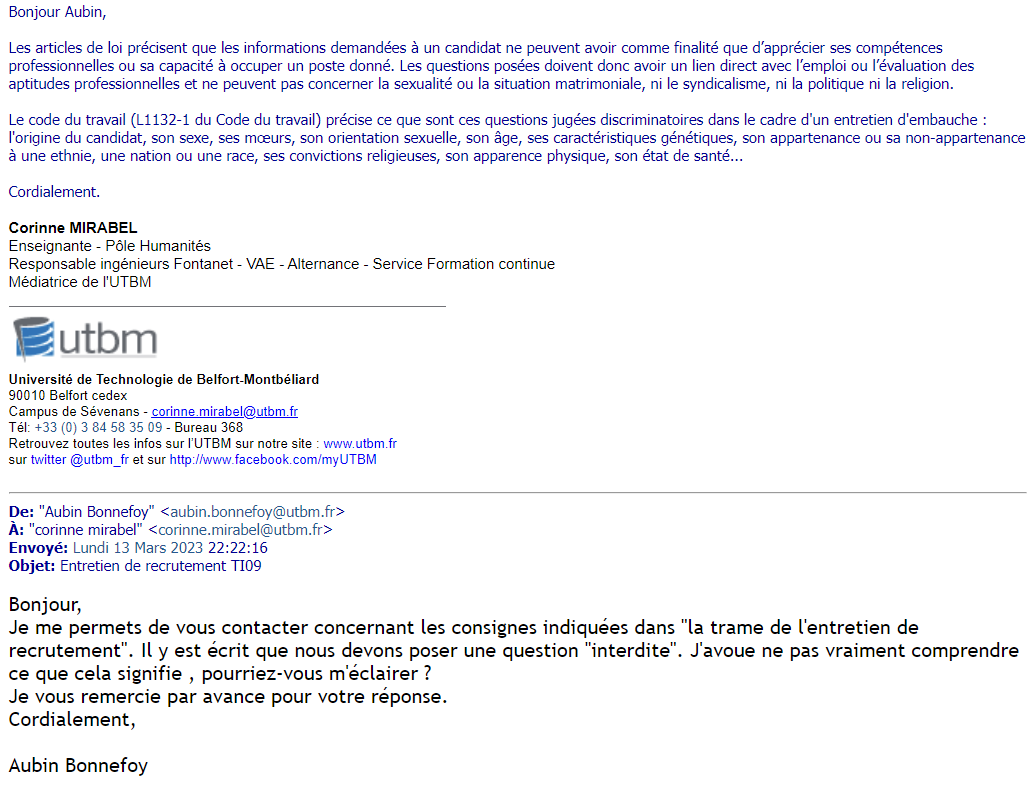 Bonjour Aubin,
Les articles de loi précisent que les informations demandées à un candidat ne peuvent avoir comme finalité que d’apprécier ses compétences
professionnelles ou sa capacité à occuper un poste donné. Les questions posées doivent donc avoir un lien direct avec l’emploi ou l’évaluation des
aptitudes professionnelles et ne peuvent pas concerner la sexualité ou la situation matrimoniale, ni le syndicalisme, ni la politique ni la religion.
Le code du travail (L1132-1 du Code du travail) précise ce que sont ces questions jugées discriminatoires dans le cadre d'un entretien d'embauche :
l'origine du candidat, son sexe, ses mœurs, son orientation sexuelle, son âge, ses caractéristiques génétiques, son appartenance ou sa non-appartenance
à une ethnie, une nation ou une race, ses convictions religieuses, son apparence physique, son état de santé...
Cordialement.
Corinne MIRABEL
Enseignante - Pôle Humanités
Responsable ingénieurs Fontanet - VAE - Alternance - Service Formation continue
Médiatrice de l'UTBM
utbm
Université de Technologie de Belfort-Montbéliard
90010 Belfort cedex
Campus de Sévenans - corinne.mirabel@utbm.fr
Tél: +33 (0) 3 84 58 35 09 - Bureau 368
Retrouvez toutes les infos sur l'UTBM sur notre site : www.utbm.fr
sur twitter @utbm_fr et sur http://www.facebook.com/myUTBM
De: "Aubin Bonnefoy" <aubin.bonnefoy@utbm.fr>
À: "corinne mirabel" <corinne.mirabel@utbm.fr>
Envoyé: Lundi 13 Mars 2023 22:22:16
Objet: Entretien de recrutement TI09
Bonjour,
Je me permets de vous contacter concernant les consignes indiquées dans "la trame de l'entretien de
recrutement". Il y est écrit que nous devons poser une question "interdite". J'avoue ne pas vraiment comprendre
ce que cela signifie , pourriez-vous m'éclairer ?
Je vous remercie par avance pour votre réponse.
Cordialement,
Aubin Bonnefoy